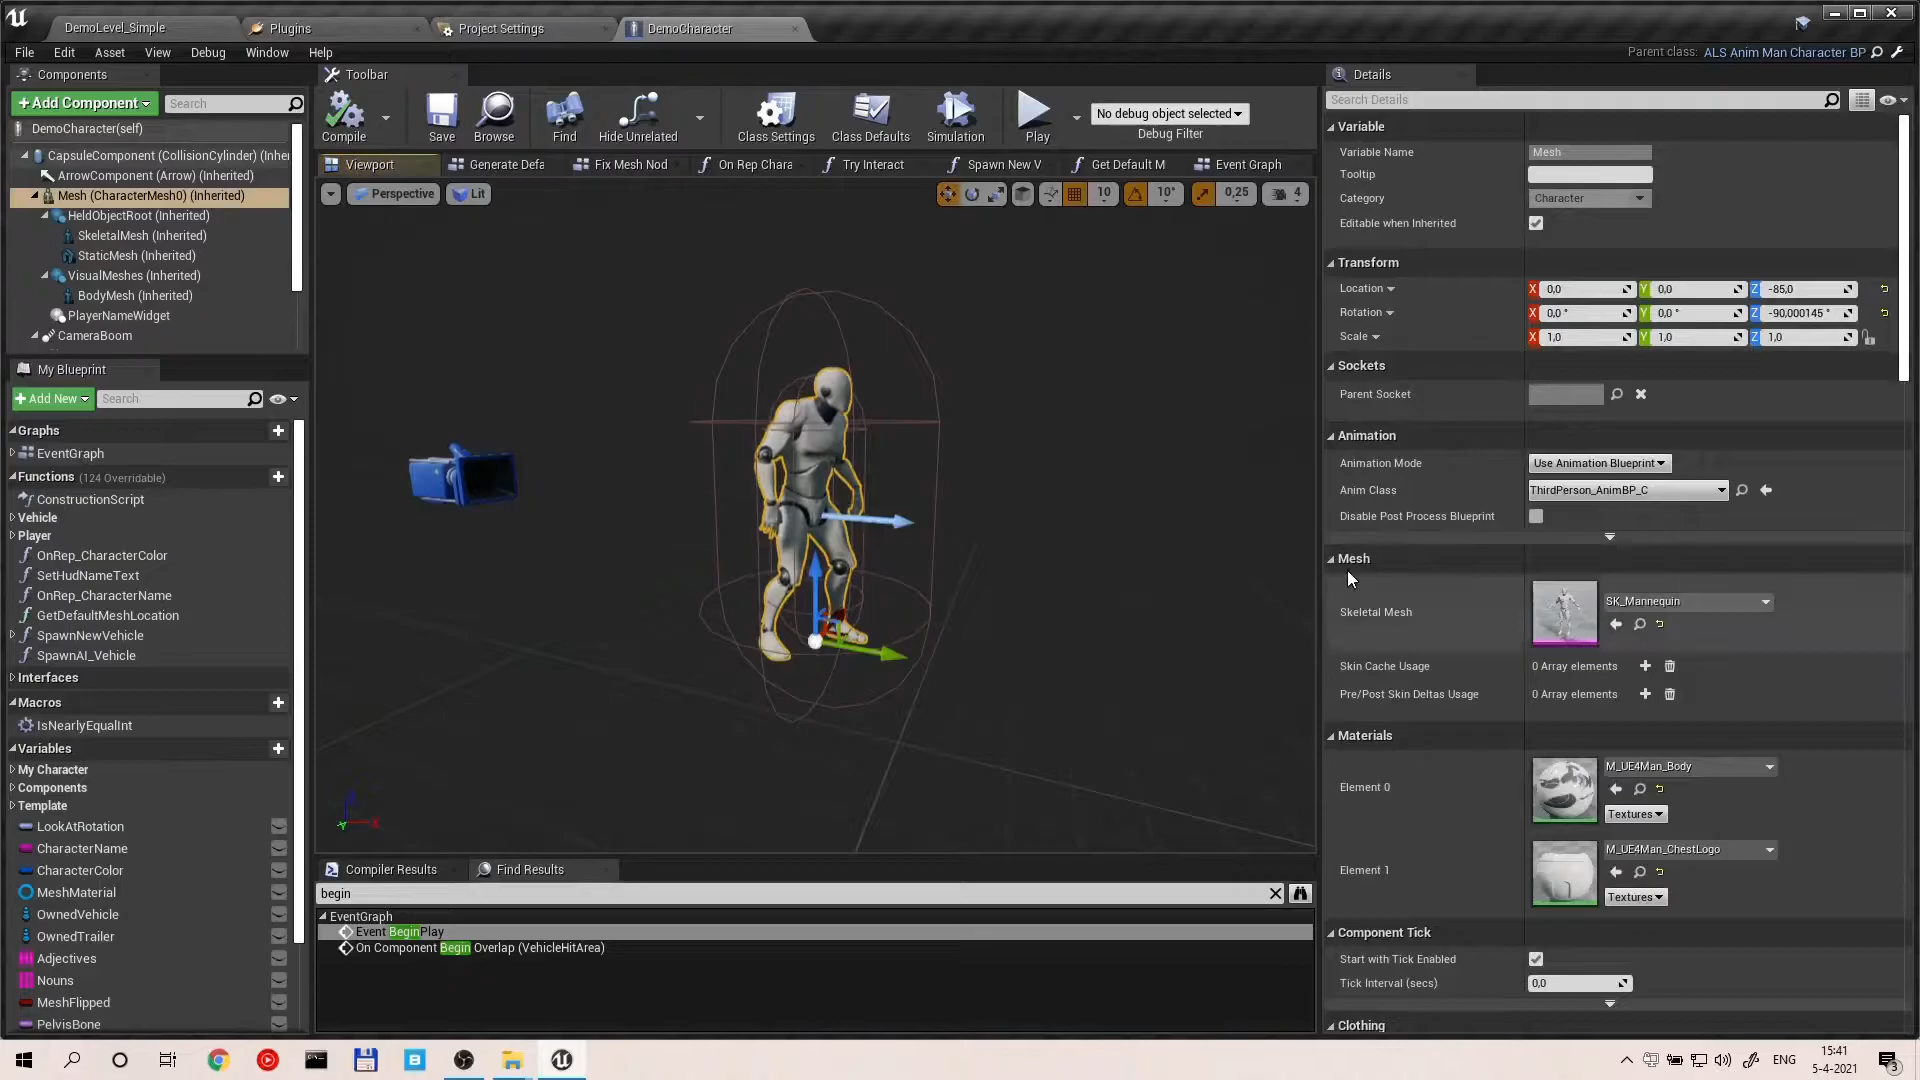 DemoLevel_Simple
Plugins
Project Settings
DemoCharacter
File Edit Asset View Debug Window Help
Parent class: ALS Anim Man Character BP
Components
+Add Component
Search
DemoCharacter(self)
CapsuleComponent (CollisionCylinder) (Inher
ArrowComponent (Arrow) (Inherited)
Mesh (CharacterMesh0) (Inherited)
HeldObjectRoot (Inherited)
SkeletalMesh (Inherited)
StaticMesh (Inherited)
VisualMeshes (Inherited)
BodyMesh (Inherited)
PlayerNameWidget
CameraBoom
My Blueprint
+Add New
Search
Graphs
EventGraph
Functions (124 Overridable)
ConstructionScript
Vehicle
Player
OnRep_CharacterColor
SetHudNameText
OnRep_CharacterName
GetDefaultMeshLocation
SpawnNewVehicle
SpawnAI_Vehicle
Interfaces
Macros
IsNearlyEqualInt
Variables
My Character
Components
Template
LookAtRotation
CharacterName
CharacterColor
MeshMaterial
OwnedVehicle
OwnedTrailer
Adjectives
Nouns
MeshFlipped
PelvisBone
Toolbar
Compile
Save
Browse
Find
Hide Unrelated
Class Settings
Class Defaults
Simulation
Play
No debug object selected
Debug Filter
Viewport
Generate Defa
Fix Mesh Nod
On Rep Chara
Try Interact
Spawn New V
Get Default M
Event Graph
Perspective
Lit
10
10°
0,25
4
Compiler Results
Find Results
begin
EventGraph
Event BeginPlay
On Component Begin Overlap (VehicleHitArea)
Details
Search Details
Variable
Variable Name Mesh
Tooltip
Category Character
Editable when Inherited
Transform
Location X 0,0 Y 0,0 Z -85,0
Rotation X 0,0 ° Y 0,0 ° Z -90,000145 °
Scale X 1,0 Y 1,0 Z 1,0
Sockets
Parent Socket
Animation
Animation Mode Use Animation Blueprint
Anim Class ThirdPerson_AnimBP_C
Disable Post Process Blueprint
Mesh
Skeletal Mesh SK_Mannequin
Skin Cache Usage 0 Array elements
Pre/Post Skin Deltas Usage 0 Array elements
Materials
Element 0 M_UE4Man_Body
Textures
Element 1 M_UE4Man_ChestLogo
Textures
Component Tick
Start with Tick Enabled
Tick Interval (secs) 0,0
Clothing
ENG
15:41
5-4-2021
3